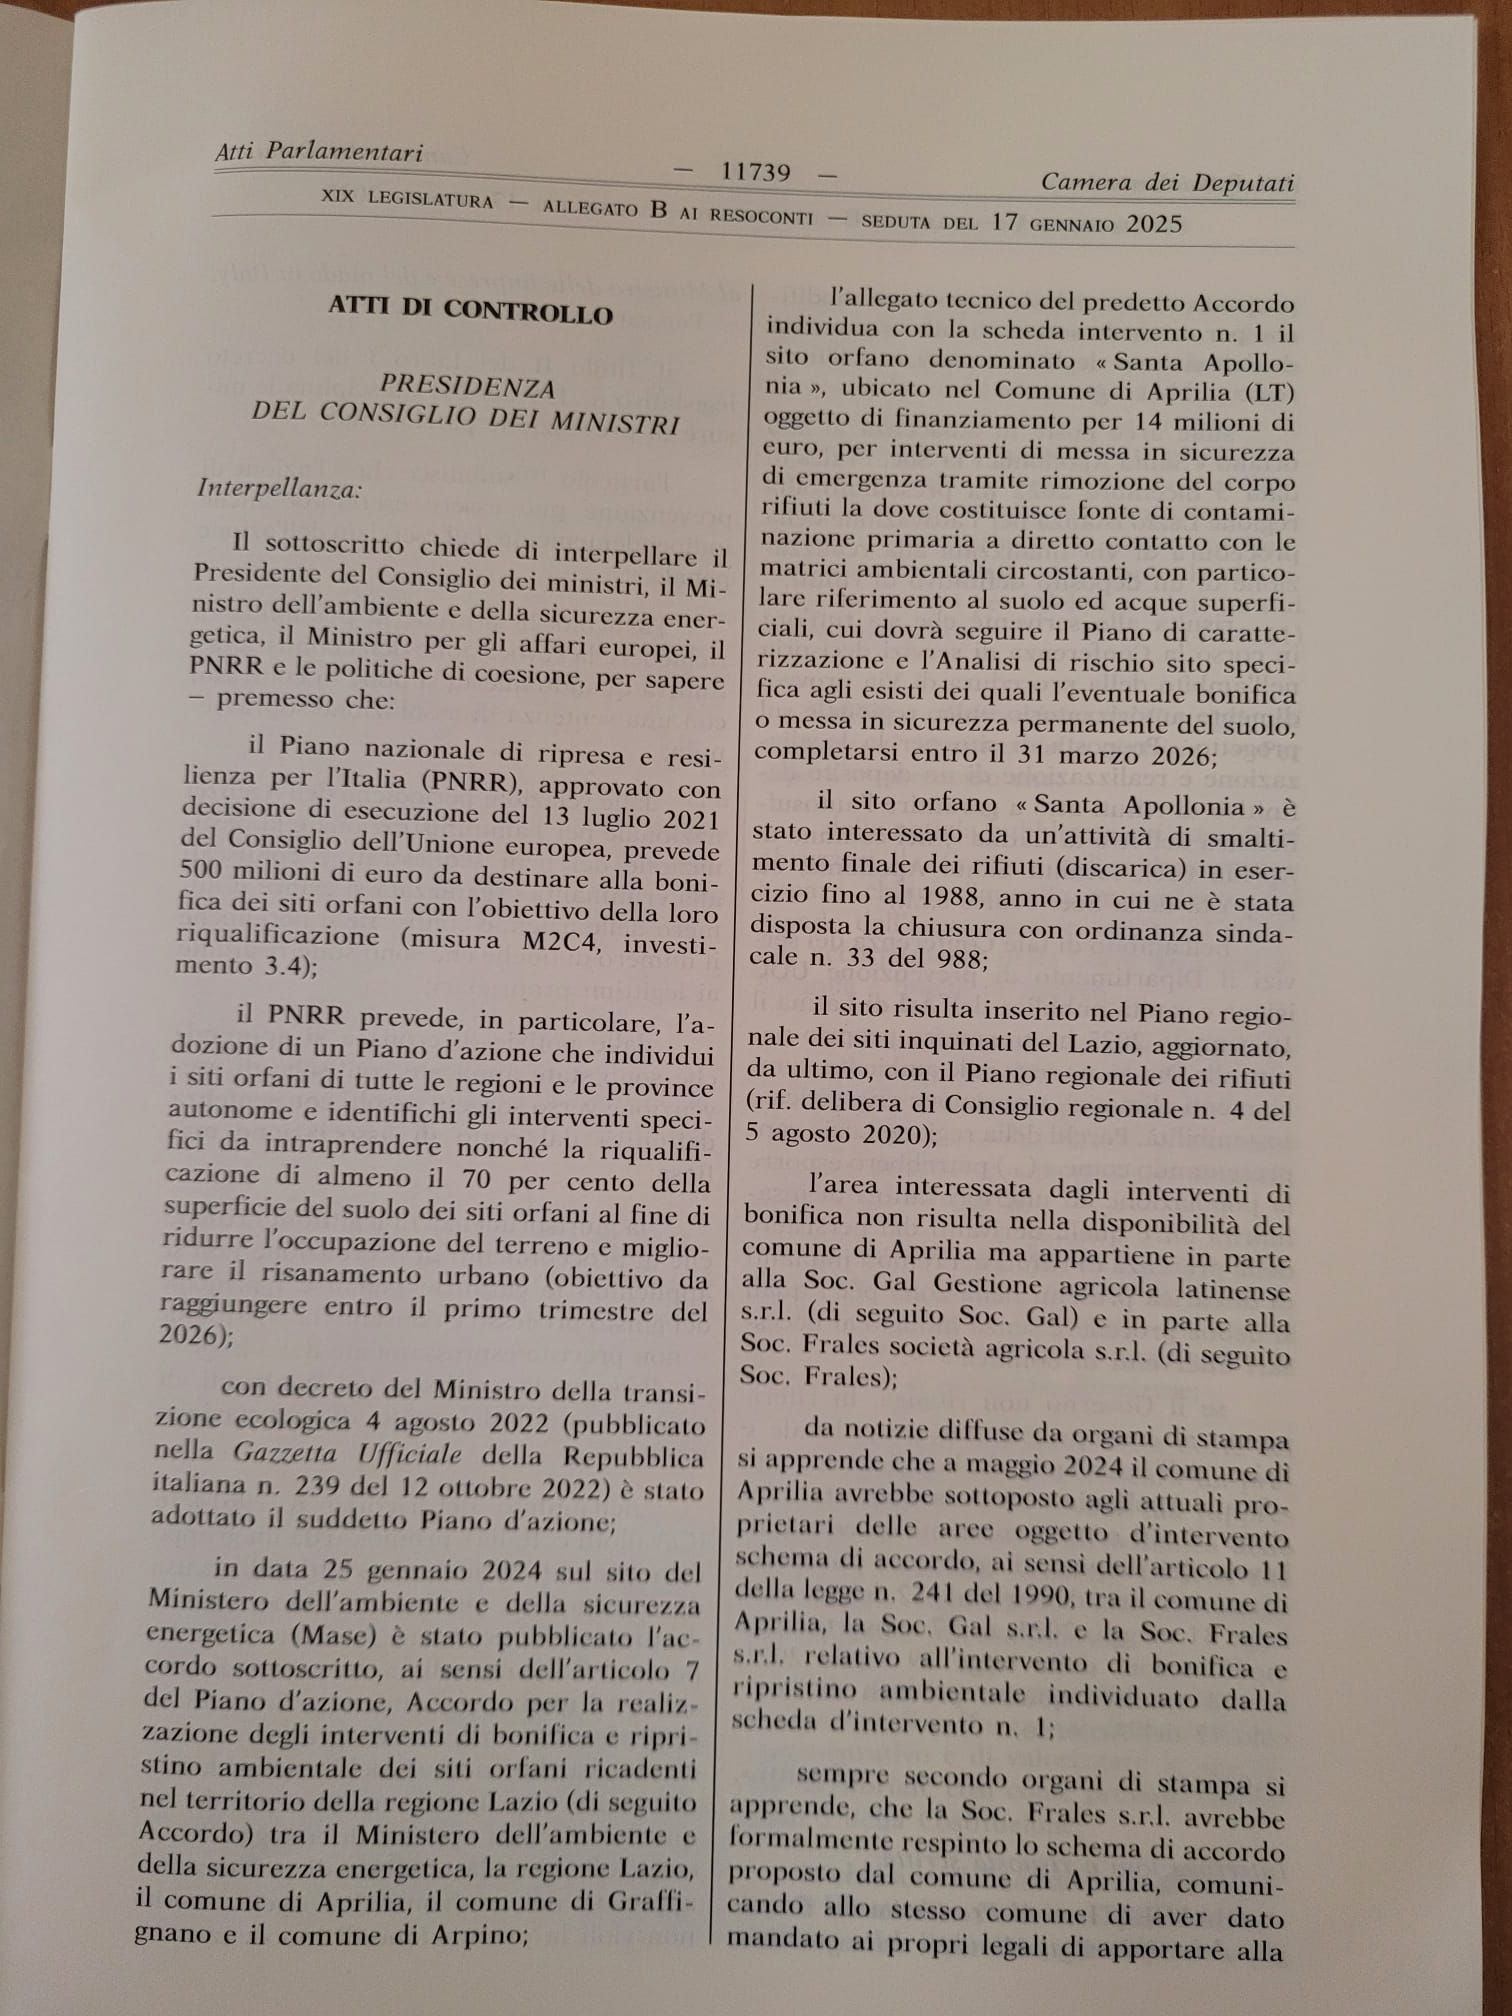 Atti Parlamentari
— 11739 —
Camera dei Deputati
XIX LEGISLATURA — ALLEGATO B AI RESOCONTI — SEDUTA DEL 17 GENNAIO 2025
ATTI DI CONTROLLO
PRESIDENZA
DEL CONSIGLIO DEI MINISTRI
Interpellanza:
Il sottoscritto chiede di interpellare il
Presidente del Consiglio dei ministri, il Mi-
nistro dell'ambiente e della sicurezza ener-
getica, il Ministro per gli affari europei, il
PNRR e le politiche di coesione, per sapere
– premesso che:
il Piano nazionale di ripresa e resi-
lienza per l'Italia (PNRR), approvato con
decisione di esecuzione del 13 luglio 2021
del Consiglio dell'Unione europea, prevede
500 milioni di euro da destinare alla boni-
fica dei siti orfani con l'obiettivo della loro
riqualificazione (misura M2C4, investi-
mento 3.4);
il PNRR prevede, in particolare, l'a-
dozione di un Piano d'azione che individui
i siti orfani di tutte le regioni e le province
autonome e identifichi gli interventi speci-
fici da intraprendere nonché la riqualifi-
cazione di almeno il 70 per cento della
superficie del suolo dei siti orfani al fine di
ridurre l'occupazione del terreno e miglio-
rare il risanamento urbano (obiettivo da
raggiungere entro il primo trimestre del
2026);
con decreto del Ministro della transi-
zione ecologica 4 agosto 2022 (pubblicato
nella Gazzetta Ufficiale della Repubblica
italiana n. 239 del 12 ottobre 2022) è stato
adottato il suddetto Piano d'azione;
in data 25 gennaio 2024 sul sito del
Ministero dell'ambiente e della sicurezza
energetica (Mase) è stato pubblicato l'ac-
cordo sottoscritto, ai sensi dell'articolo 7
del Piano d'azione, Accordo per la realiz-
zazione degli interventi di bonifica e ripri-
stino ambientale dei siti orfani ricadenti
nel territorio della regione Lazio (di seguito
Accordo) tra il Ministero dell'ambiente e
della sicurezza energetica, la regione Lazio,
il comune di Aprilia, il comune di Graffi-
gnano e il comune di Arpino;
l'allegato tecnico del predetto Accordo
individua con la scheda intervento n. 1 il
sito orfano denominato « Santa Apollo-
nia », ubicato nel Comune di Aprilia (LT)
oggetto di finanziamento per 14 milioni di
euro, per interventi di messa in sicurezza
di emergenza tramite rimozione del corpo
rifiuti la dove costituisce fonte di contami-
nazione primaria a diretto contatto con le
matrici ambientali circostanti, con partico-
lare riferimento al suolo ed acque superfi-
ciali, cui dovrà seguire il Piano di caratte-
rizzazione e l'Analisi di rischio sito speci-
fica agli esisti dei quali l'eventuale bonifica
o messa in sicurezza permanente del suolo,
completarsi entro il 31 marzo 2026;
il sito orfano « Santa Apollonia » è
stato interessato da un'attività di smalti-
mento finale dei rifiuti (discarica) in eser-
cizio fino al 1988, anno in cui ne è stata
disposta la chiusura con ordinanza sinda-
cale n. 33 del 988;
il sito risulta inserito nel Piano regio-
nale dei siti inquinati del Lazio, aggiornato,
da ultimo, con il Piano regionale dei rifiuti
(rif. delibera di Consiglio regionale n. 4 del
5 agosto 2020);
l'area interessata dagli interventi di
bonifica non risulta nella disponibilità del
comune di Aprilia ma appartiene in parte
alla Soc. Gal Gestione agricola latinense
s.r.l. (di seguito Soc. Gal) e in parte alla
Soc. Frales società agricola s.r.l. (di seguito
Soc. Frales);
da notizie diffuse da organi di stampa
si apprende che a maggio 2024 il comune di
Aprilia avrebbe sottoposto agli attuali pro-
prietari delle aree oggetto d'intervento
schema di accordo, ai sensi dell'articolo 11
della legge n. 241 del 1990, tra il comune di
Aprilia, la Soc. Gal s.r.l. e la Soc. Frales
s.r.l. relativo all'intervento di bonifica e
ripristino ambientale individuato dalla
scheda d'intervento n. 1;
sempre secondo organi di stampa si
apprende, che la Soc. Frales s.r.l. avrebbe
formalmente respinto lo schema di accordo
proposto dal comune di Aprilia, comuni-
cando allo stesso comune di aver dato
mandato ai propri legali di apportare alla